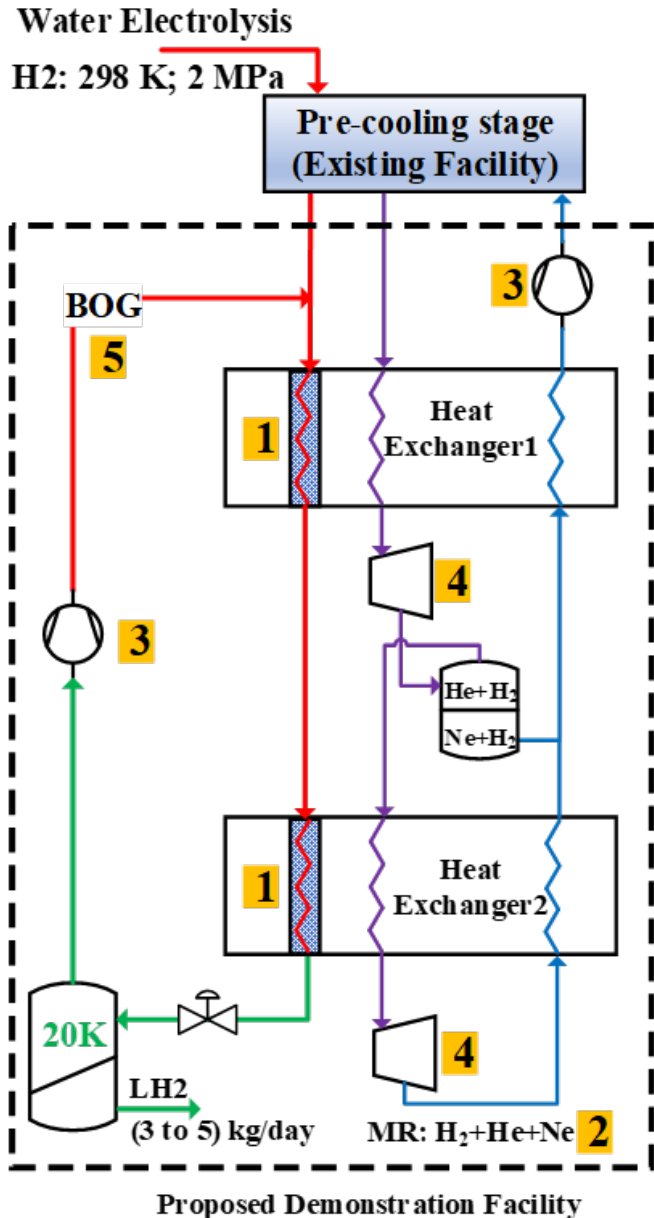 Water Electrolysis
H2: 298 K; 2 MPa
Pre-cooling stage
(Existing Facility)
3
BOG
5
1
Heat
Exchanger1
4
3
He+H₂
Ne+H₂
1
Heat
Exchanger2
20K
4
LH2
(3 to 5) kg/day
MR: H₂+He+Ne 2
Proposed Demonstration Facility